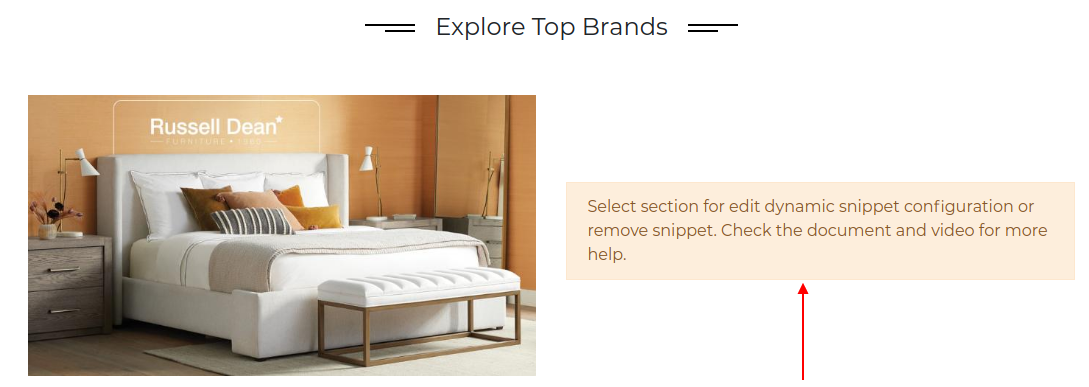 Explore Top Brands
Russell Dean*
FURNITURE • 1980
Select section for edit dynamic snippet configuration or
remove snippet. Check the document and video for more
help.